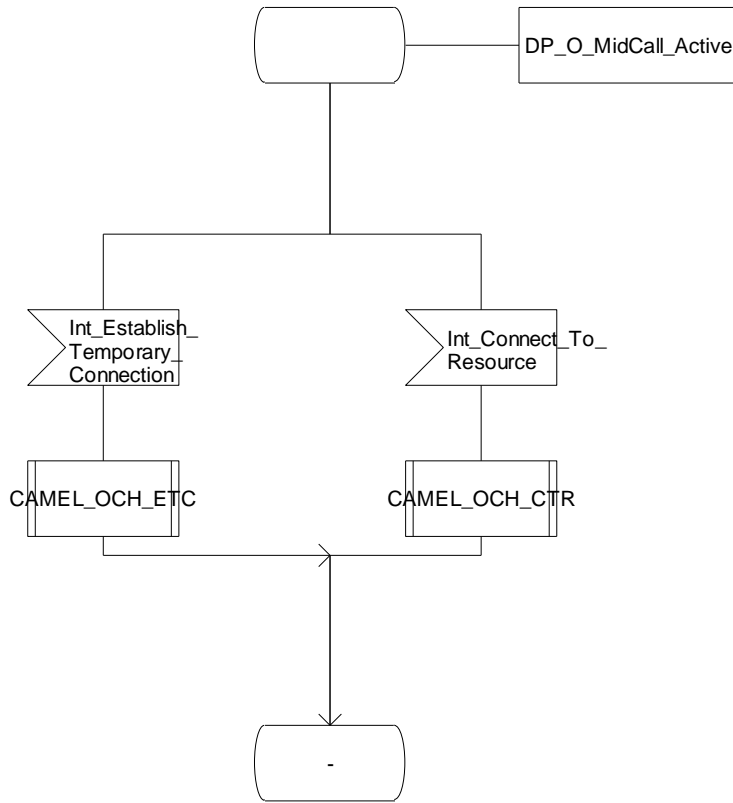 DP_O_MidCall_Active
Int_Establish_
Temporary_
Connection
Int_Connect_To_
Resource
CAMEL_OCH_ETC
CAMEL_OCH_CTR
-